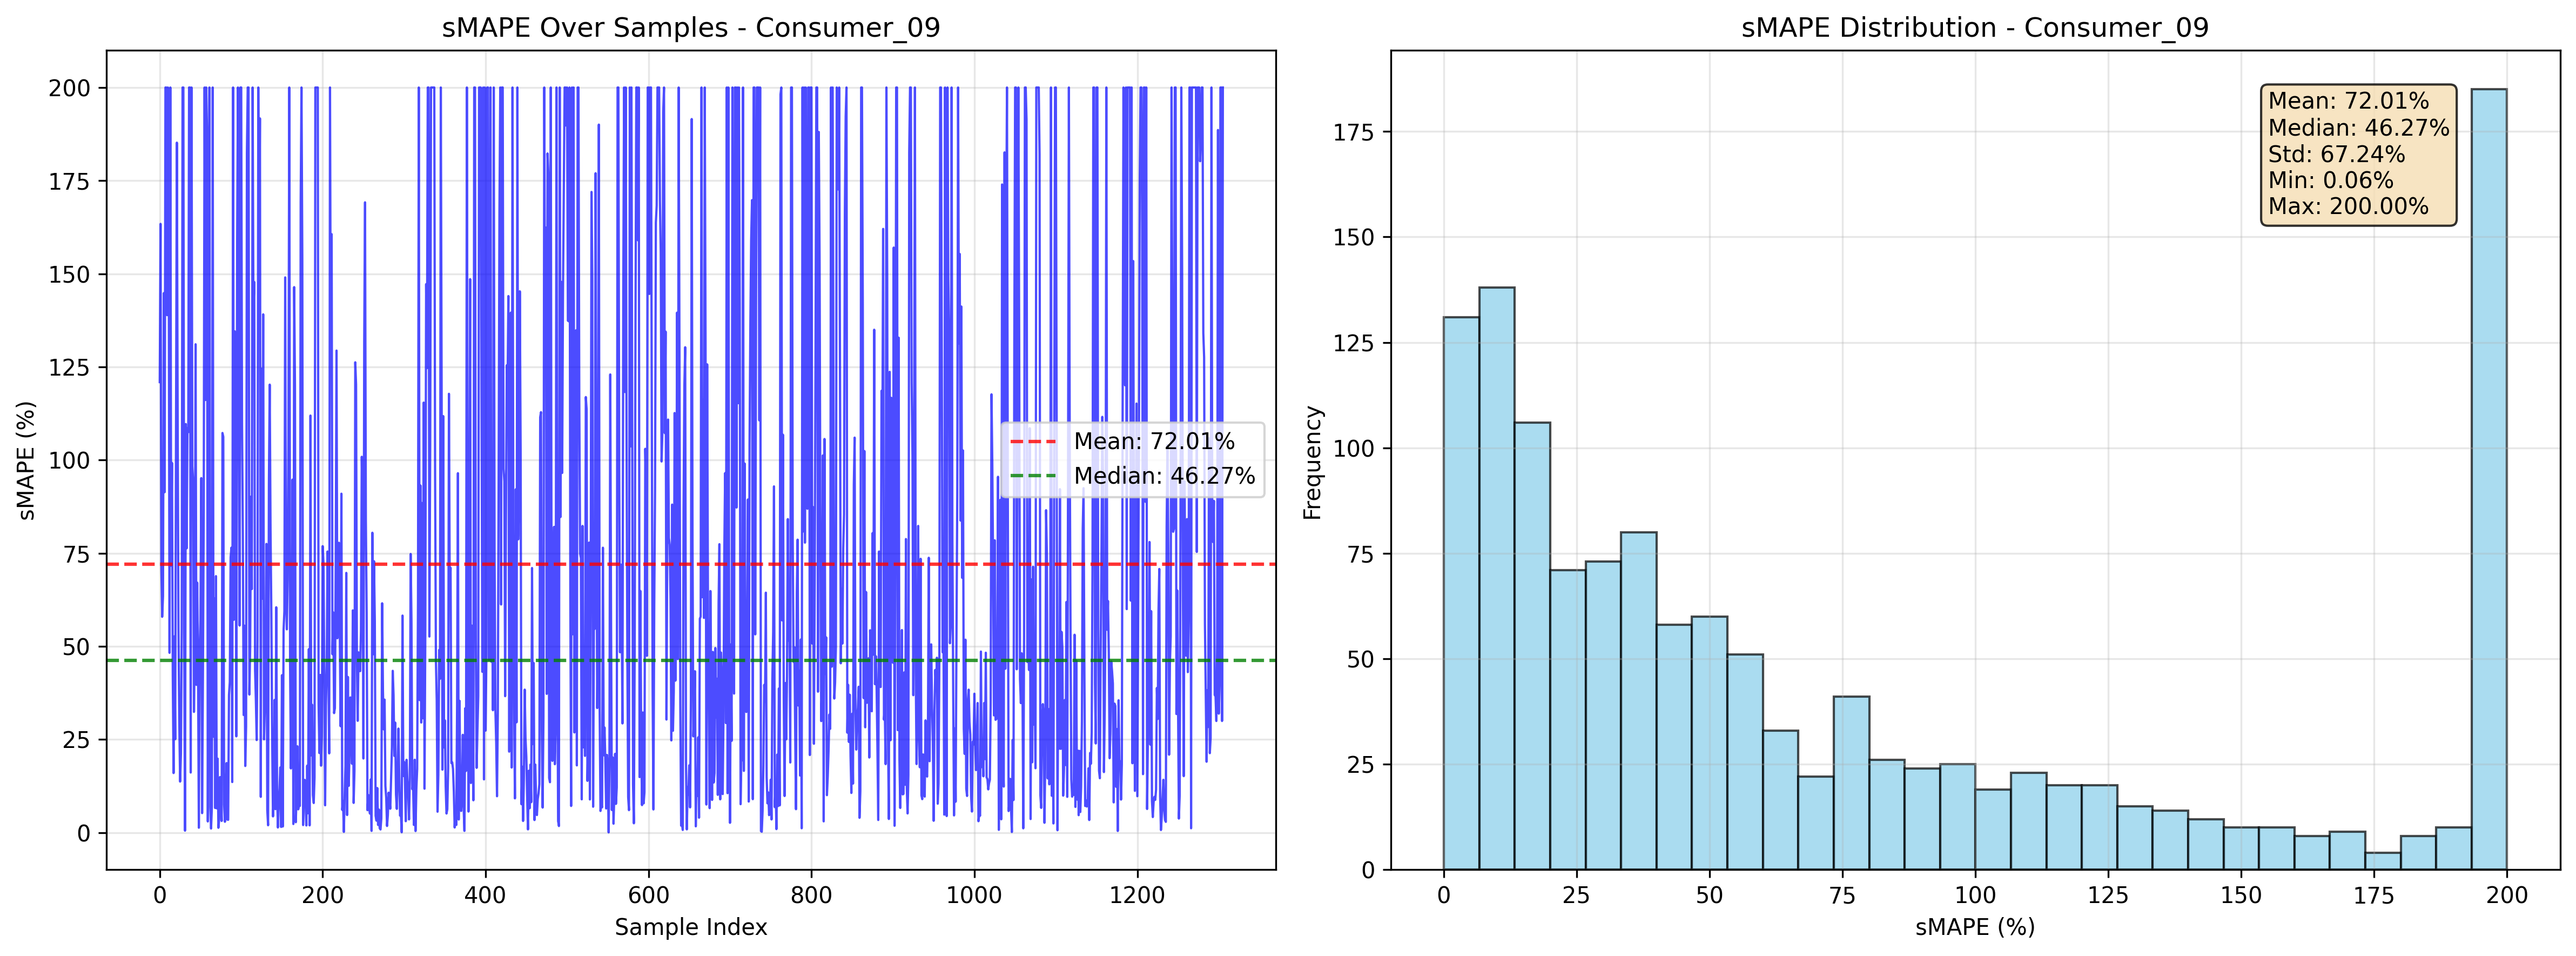 sMAPE Over Samples - Consumer_09
sMAPE (%)
200
175
150
125
100
75
50
25
0
Mean: 72.01%
Median: 46.27%
0 200 400 600 800 1000 1200
Sample Index
sMAPE Distribution - Consumer_09
Frequency
175
150
125
100
75
50
25
0
Mean: 72.01%
Median: 46.27%
Std: 67.24%
Min: 0.06%
Max: 200.00%
0 25 50 75 100 125 150 175 200
sMAPE (%)